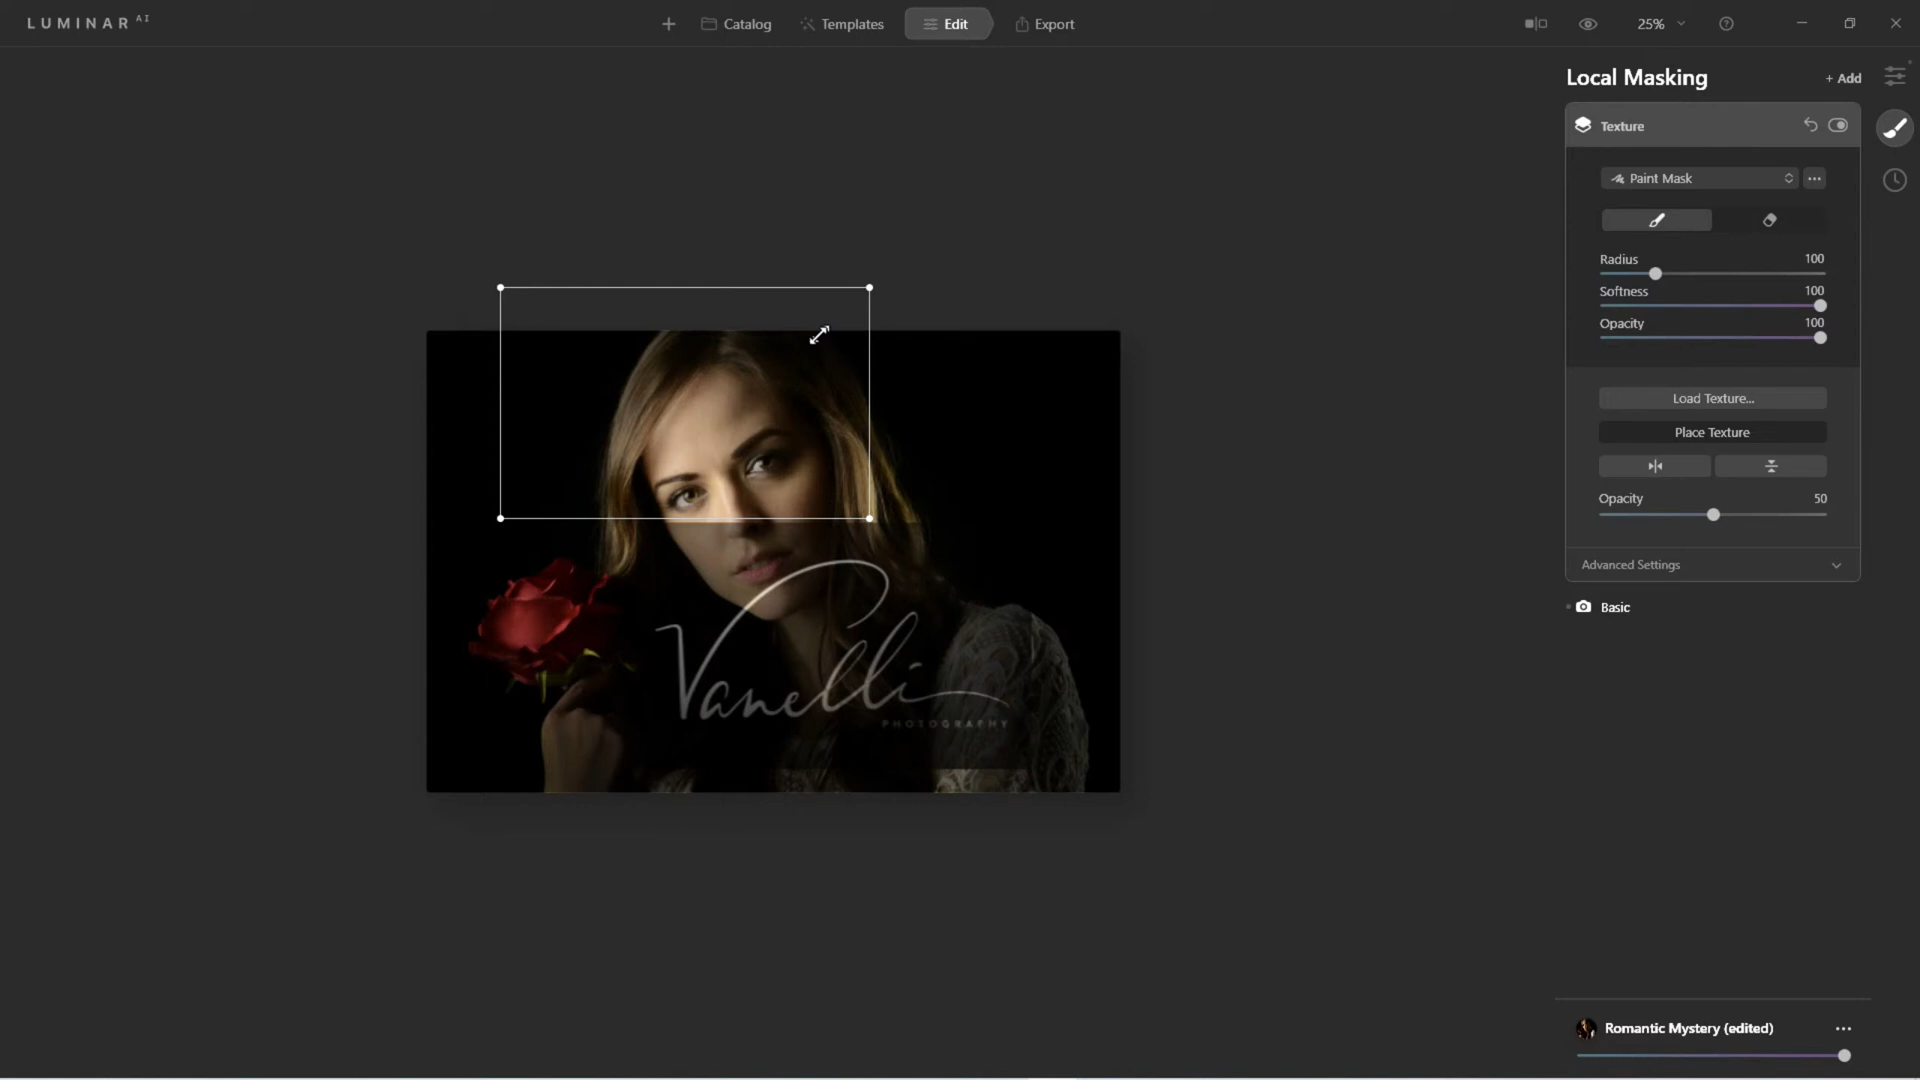 LUMINAR AI
Catalog
Templates
Edit
Export
25%
Local Masking
+ Add
Texture
Paint Mask
Radius 100
Softness 100
Opacity 100
Load Texture...
Place Texture
Opacity 50
Advanced Settings
Basic
Vanelli
PHOTOGRAPHY
Romantic Mystery (edited)